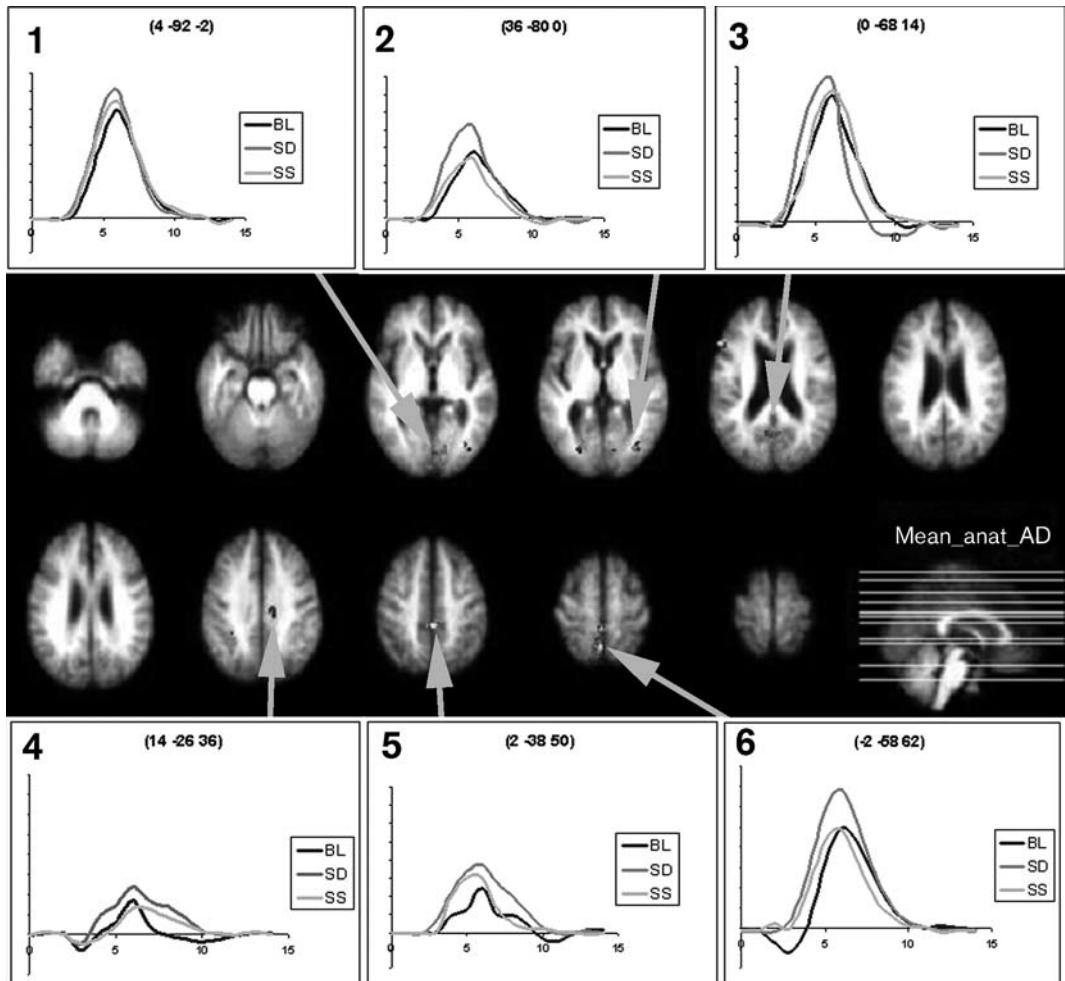 1
(4 -92 -2)
0 5 10 15
BL
SD
SS
2
(36 -80 0)
0 5 10 15
BL
SD
SS
3
(0 -68 14)
0 5 10 15
BL
SD
SS
Mean_anat_AD
4
(14 -26 36)
0 5 10 15
BL
SD
SS
5
(2 -38 50)
0 5 10 15
BL
SD
SS
6
(-2 -58 62)
0 5 10 15
BL
SD
SS